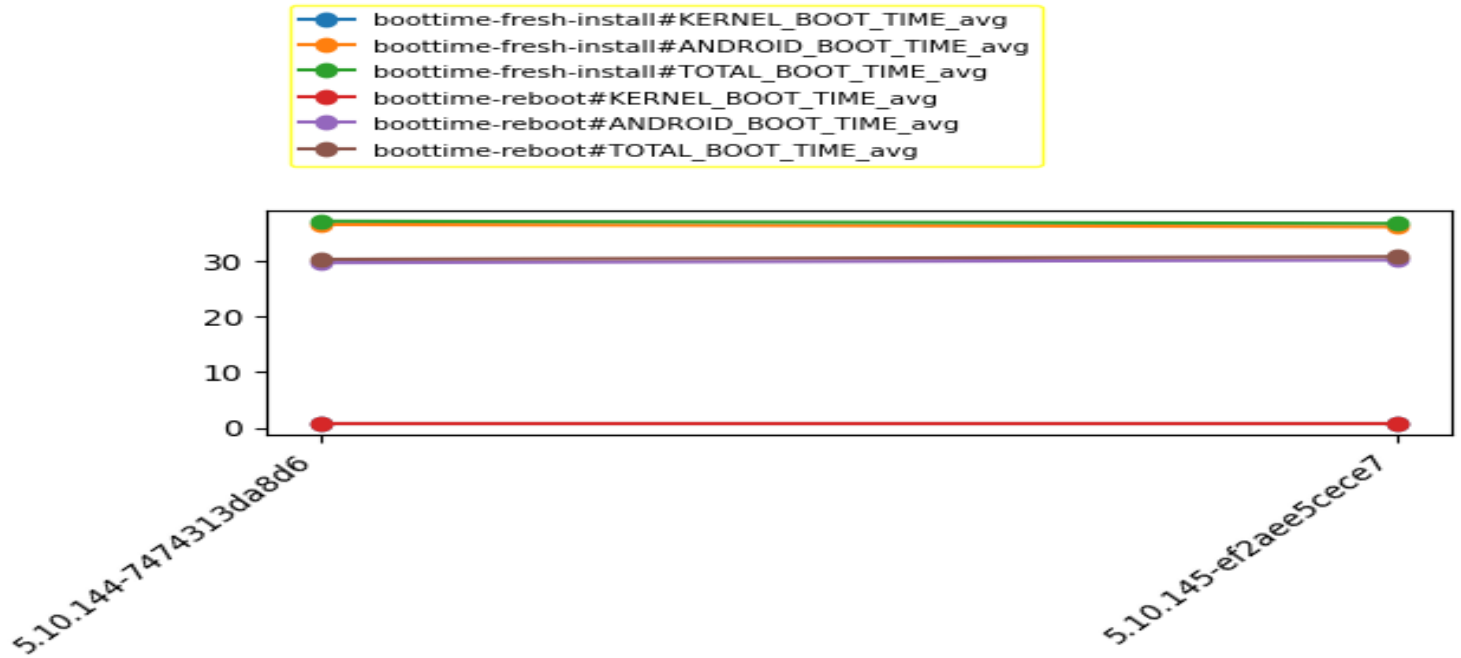 boottime-fresh-install#KERNEL_BOOT_TIME_avg
boottime-fresh-install#ANDROID_BOOT_TIME_avg
boottime-fresh-install#TOTAL_BOOT_TIME_avg
boottime-reboot#KERNEL_BOOT_TIME_avg
boottime-reboot#ANDROID_BOOT_TIME_avg
boottime-reboot#TOTAL_BOOT_TIME_avg
30
20
10
0
5.10.144-7474313da8d6
5.10.145-ef2aee5cece7